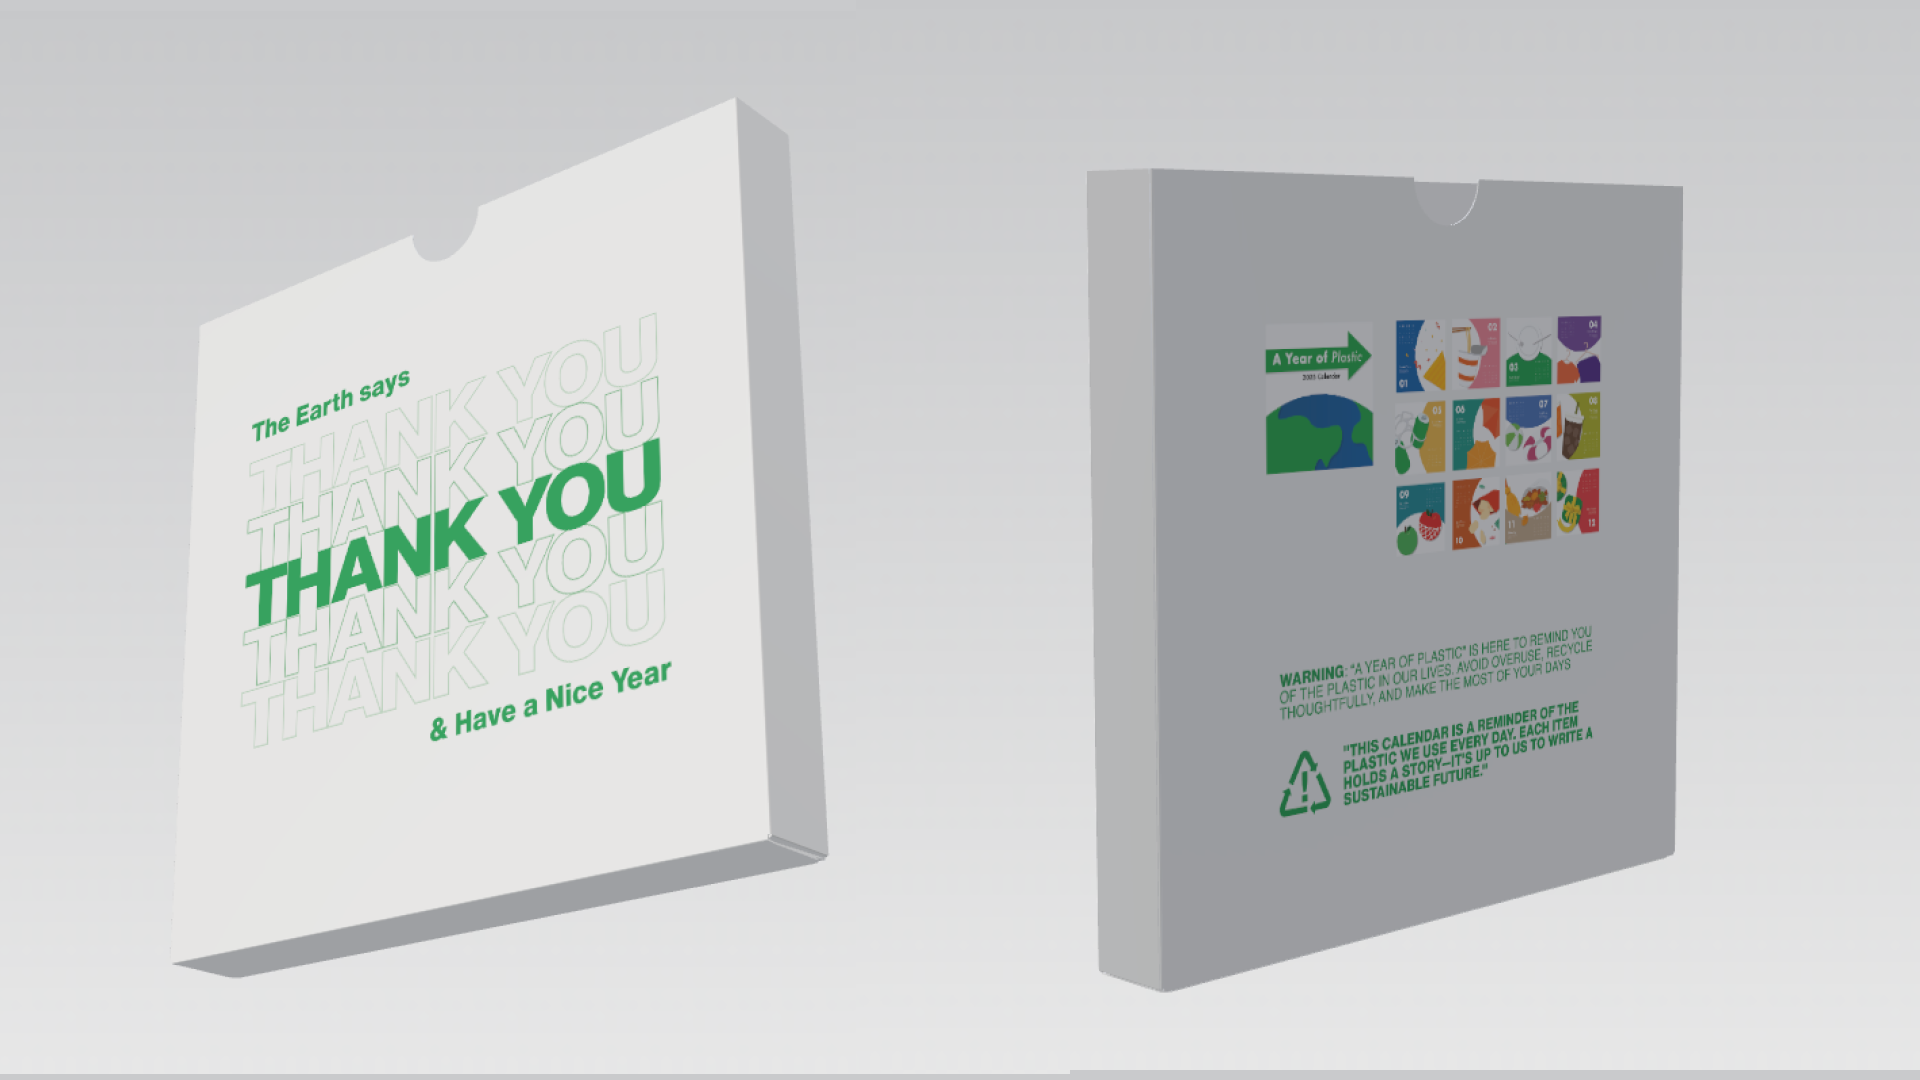 The Earth says
THANK YOU
THANK YOU
THANK YOU
THANK YOU
THANK YOU
& Have a Nice Year
A Year of Plastic
Calendar
01
02
03
04
05
06
07
08
09
10
11
12
WARNING: "A YEAR OF PLASTIC" IS HERE TO REMIND YOU
OF THE PLASTIC IN OUR LIVES. AVOID OVERUSE, RECYCLE
THOUGHTFULLY, AND MAKE THE MOST OF YOUR DAYS
"THIS CALENDAR IS A REMINDER OF THE
PLASTIC WE USE EVERY DAY. EACH ITEM
HOLDS A STORY—IT'S UP TO US TO WRITE A
SUSTAINABLE FUTURE."